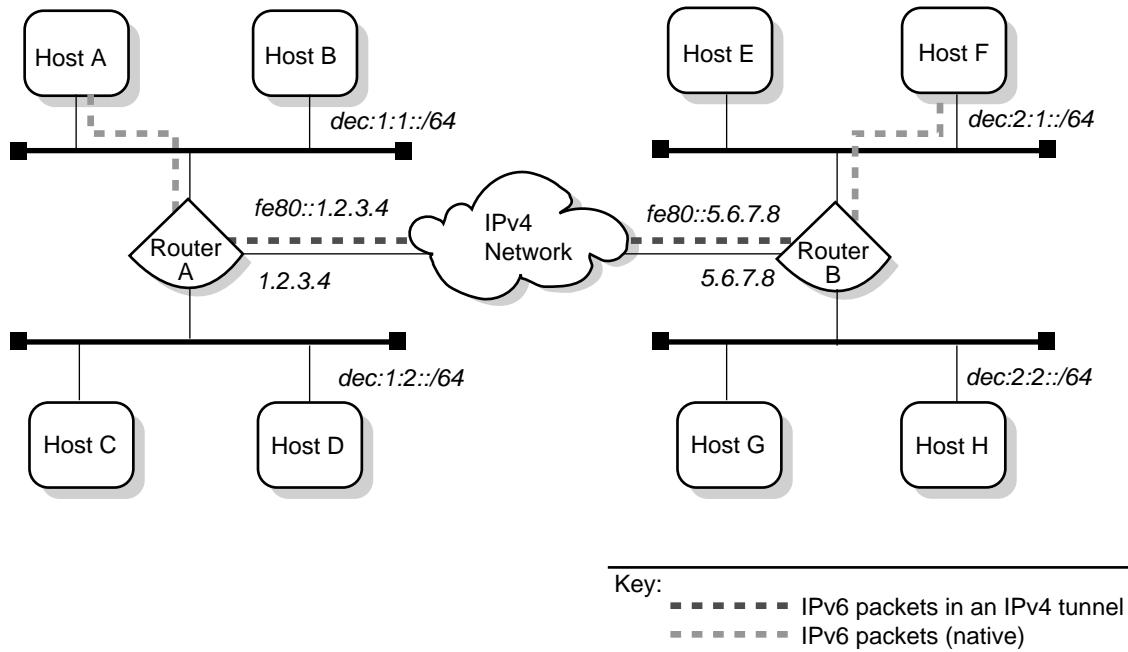 Host A
Host B
Host E
Host F
dec:1:1::/64
dec:2:1::/64
fe80::1.2.3.4
IPv4
Network
fe80::5.6.7.8
Router
A
Router
B
1.2.3.4
5.6.7.8
dec:1:2::/64
dec:2:2::/64
Host C
Host D
Host G
Host H
Key:
IPv6 packets in an IPv4 tunnel
IPv6 packets (native)